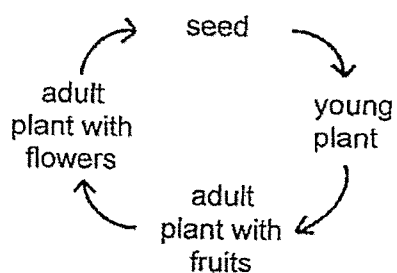 seed
young
plant
adult
plant with
fruits
adult
plant with
flowers